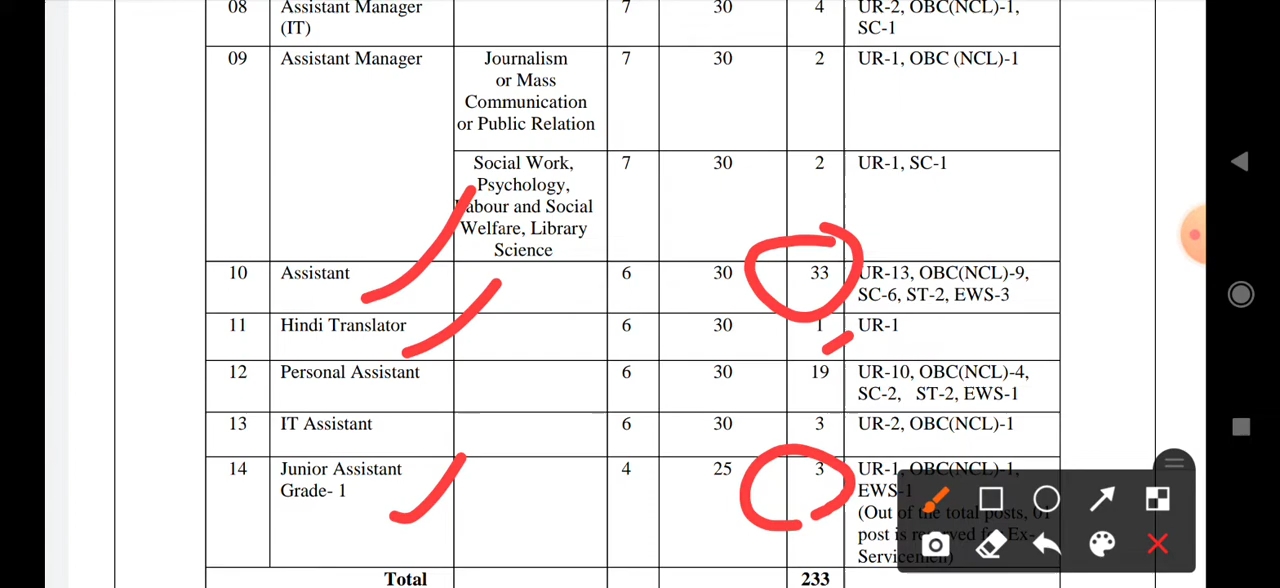 08 Assistant Manager 7 30 4 UR-2, OBC(NCL)-1,
(IT) SC-1
09 Assistant Manager Journalism 7 30 2 UR-1, OBC (NCL)-1
or Mass
Communication
or Public Relation
Social Work, 7 30 2 UR-1, SC-1
Psychology,
Labour and Social
Welfare, Library
Science
10 Assistant 6 30 33 UR-13, OBC(NCL)-9,
SC-6, ST-2, EWS-3
11 Hindi Translator 6 30 1 UR-1
12 Personal Assistant 6 30 19 UR-10, OBC(NCL)-4,
SC-2, ST-2, EWS-1
13 IT Assistant 6 30 3 UR-2, OBC(NCL)-1
14 Junior Assistant 4 25 3 UR-1, OBC(NCL)-1,
Grade- 1 EWS-1
(Out of the total posts, 01
post is reserved for Ex-
Servicemen)
Total 233